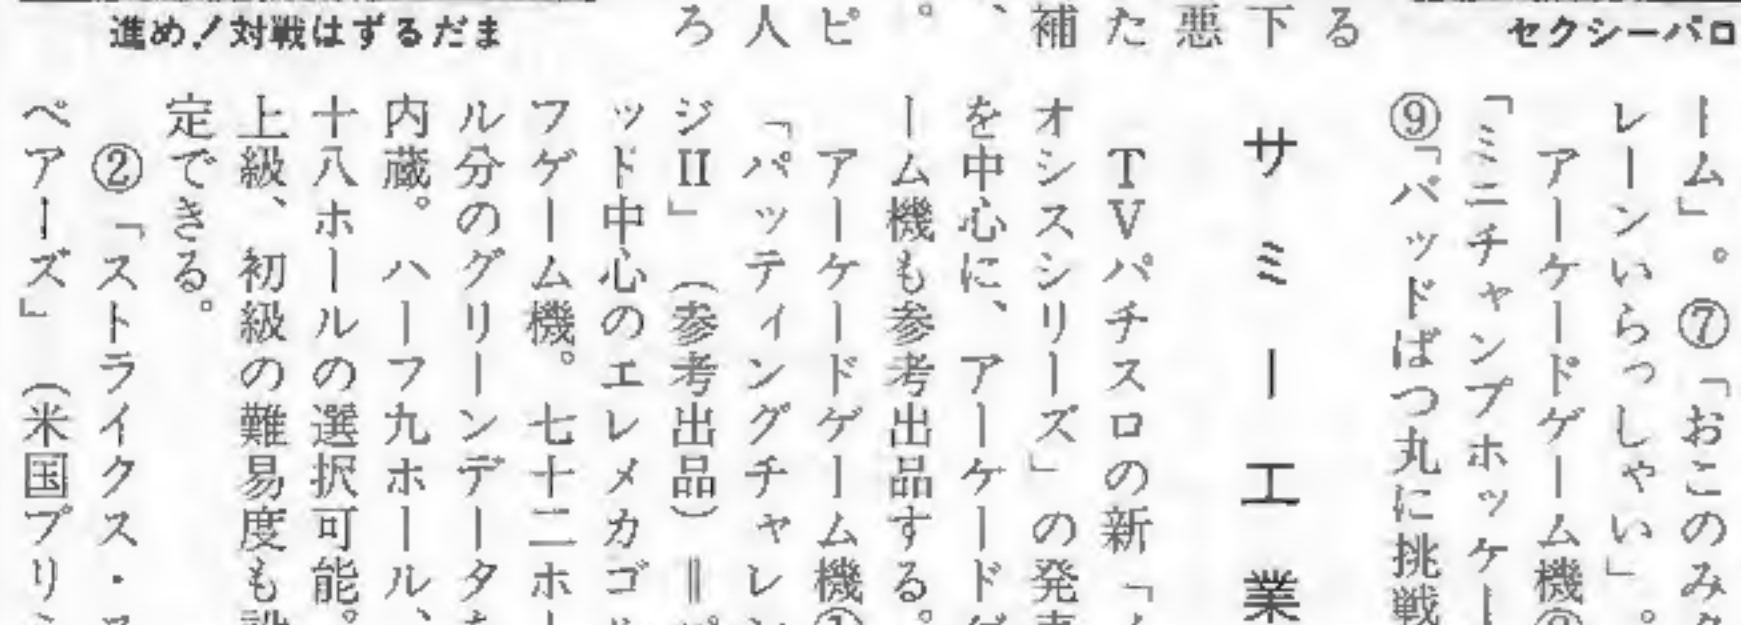 セクシーパロ
進め！対戦はずるだま
る
下
悪
た
補
、
。
ピ
人
ろ
ーム」。⑦「おこのみ
レーンいらっしゃい」。
アーケードゲーム機
「ミニチャンプホッケー
⑨「バッドばつ丸に挑戦
サミー工業
TVパチスロの新「
オシスシリーズ」の発
を中心に、アーケードゲ
ーム機も参考出品する。
アーケードゲーム機①
「パッティングチャレン
ジII」（参考出品）＝パ
ッド中心のエレメカゴル
フゲーム機。七十二ホー
ル分のグリーンデータを
内蔵。ハーフ九ホール、
十八ホールの選択可能。
上級、初級の難易度も設
定できる。
②「ストライクス・
ペアーズ」（米国プリ